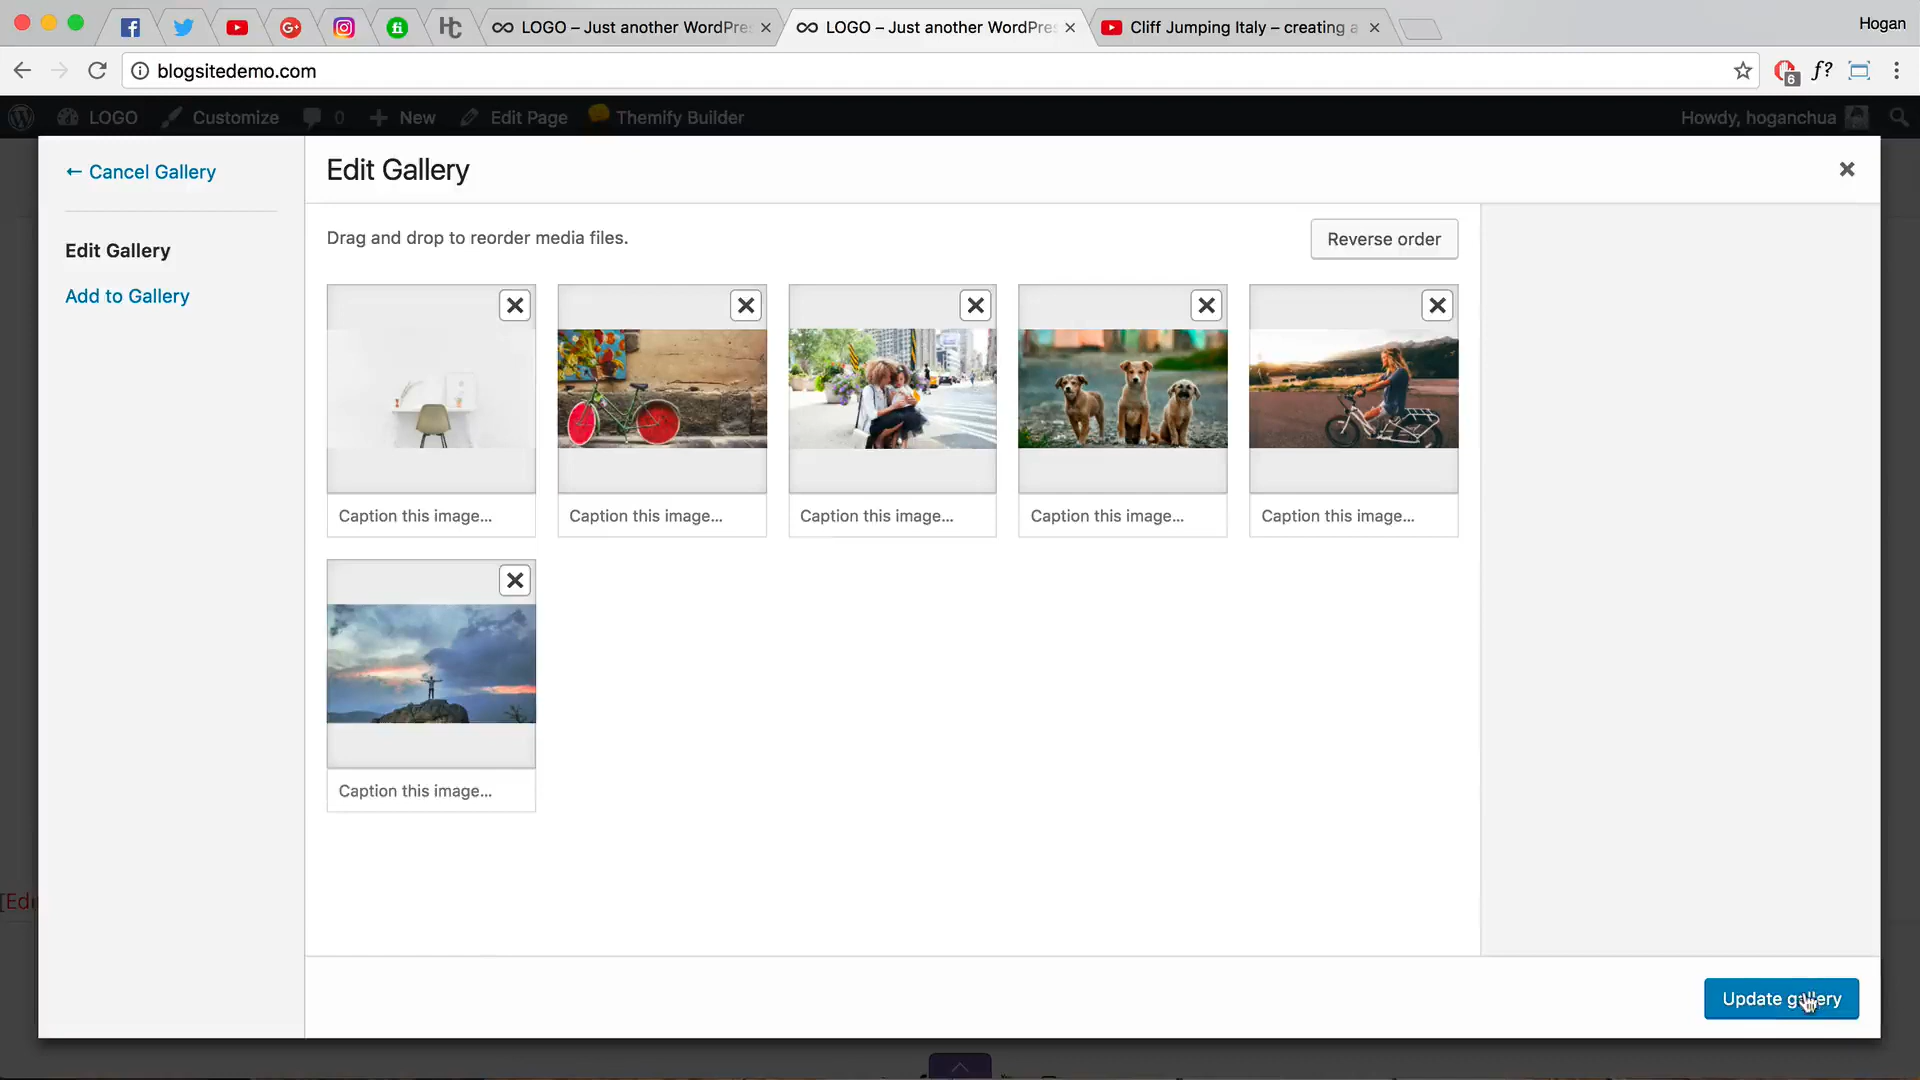 LOGO – Just another WordPre
LOGO – Just another WordPres
Cliff Jumping Italy – creating a
Hogan
blogsitedemo.com
6
f?
LOGO
Customize
0
New
Edit Page
Themify Builder
Howdy, hoganchua
← Cancel Gallery
Edit Gallery
Drag and drop to reorder media files.
Reverse order
Edit Gallery
Add to Gallery
Caption this image...
Caption this image...
Caption this image...
Caption this image...
Caption this image...
Caption this image...
Update gallery